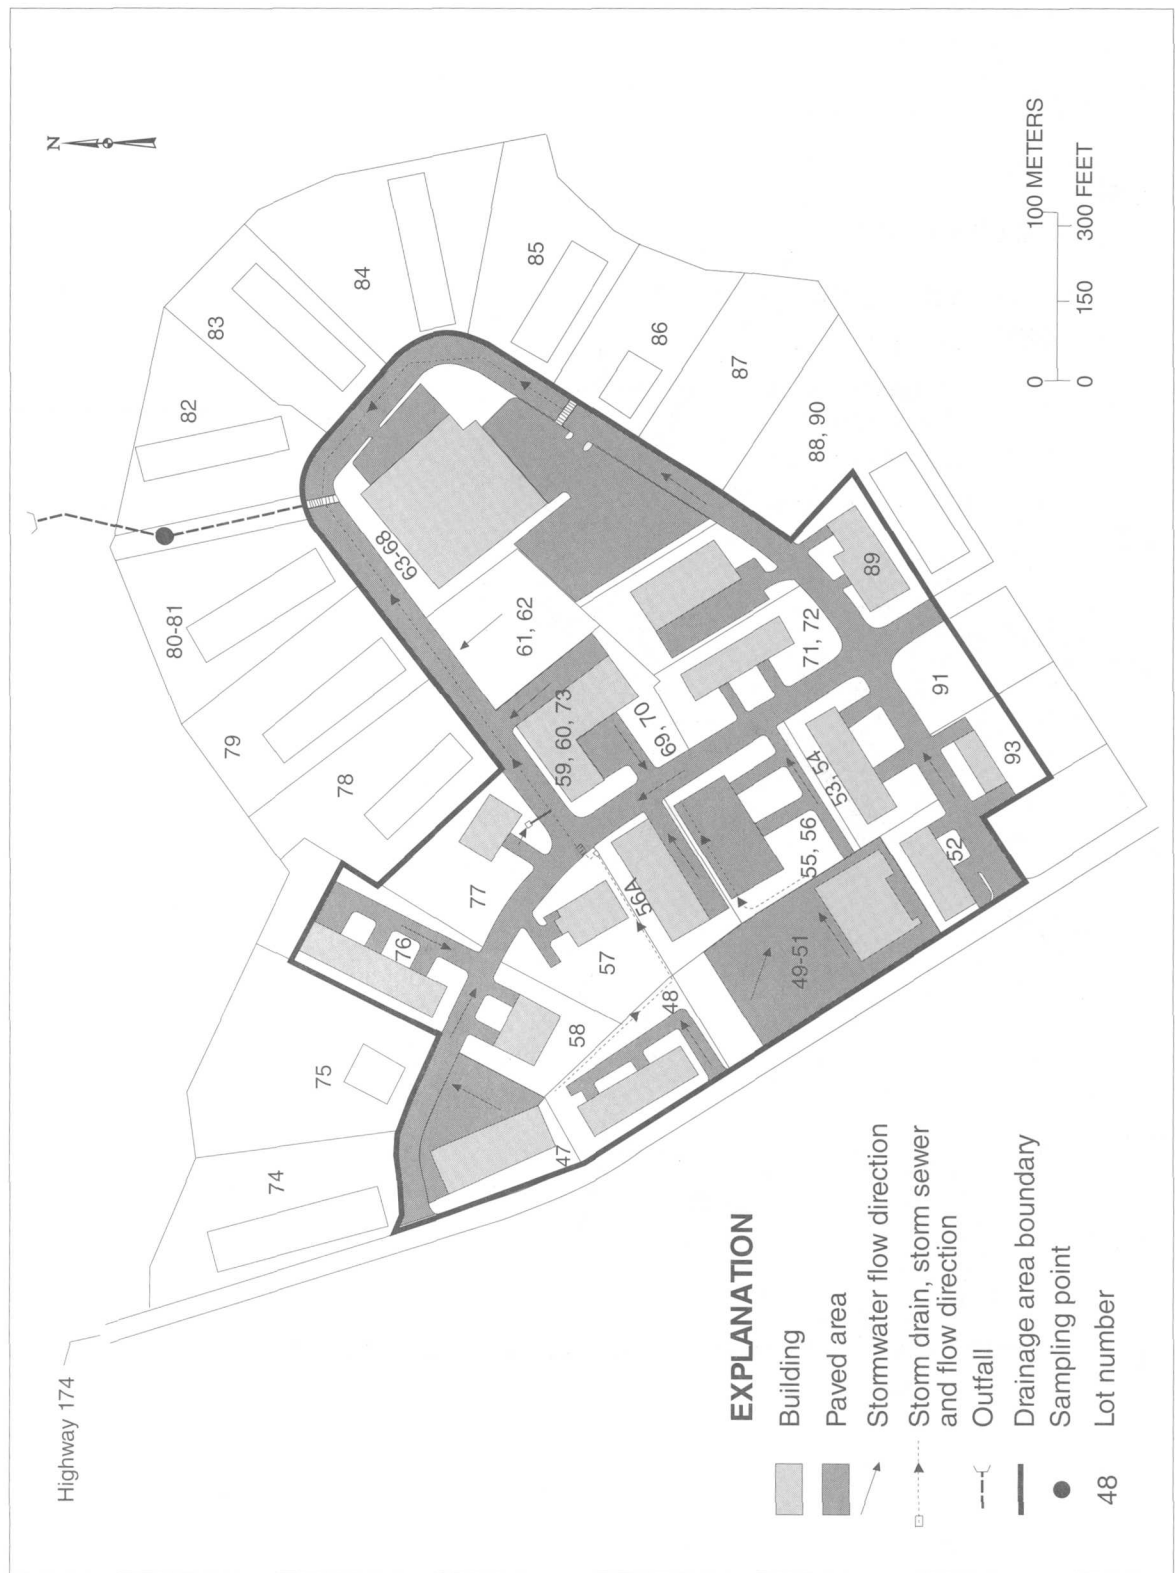 Highway 174
N
74
75
76
77
78
79
80-81
82
83
84
85
86
87
88, 90
89
91
93
52
53, 54
55, 56
56A
57
58
47
48
49-51
59, 60, 73
61, 62
63-68
69, 70
71, 72
0 100 METERS
0 150 300 FEET
EXPLANATION
Building
Paved area
Stormwater flow direction
Storm drain, storm sewer
and flow direction
Outfall
Drainage area boundary
Sampling point
48 Lot number